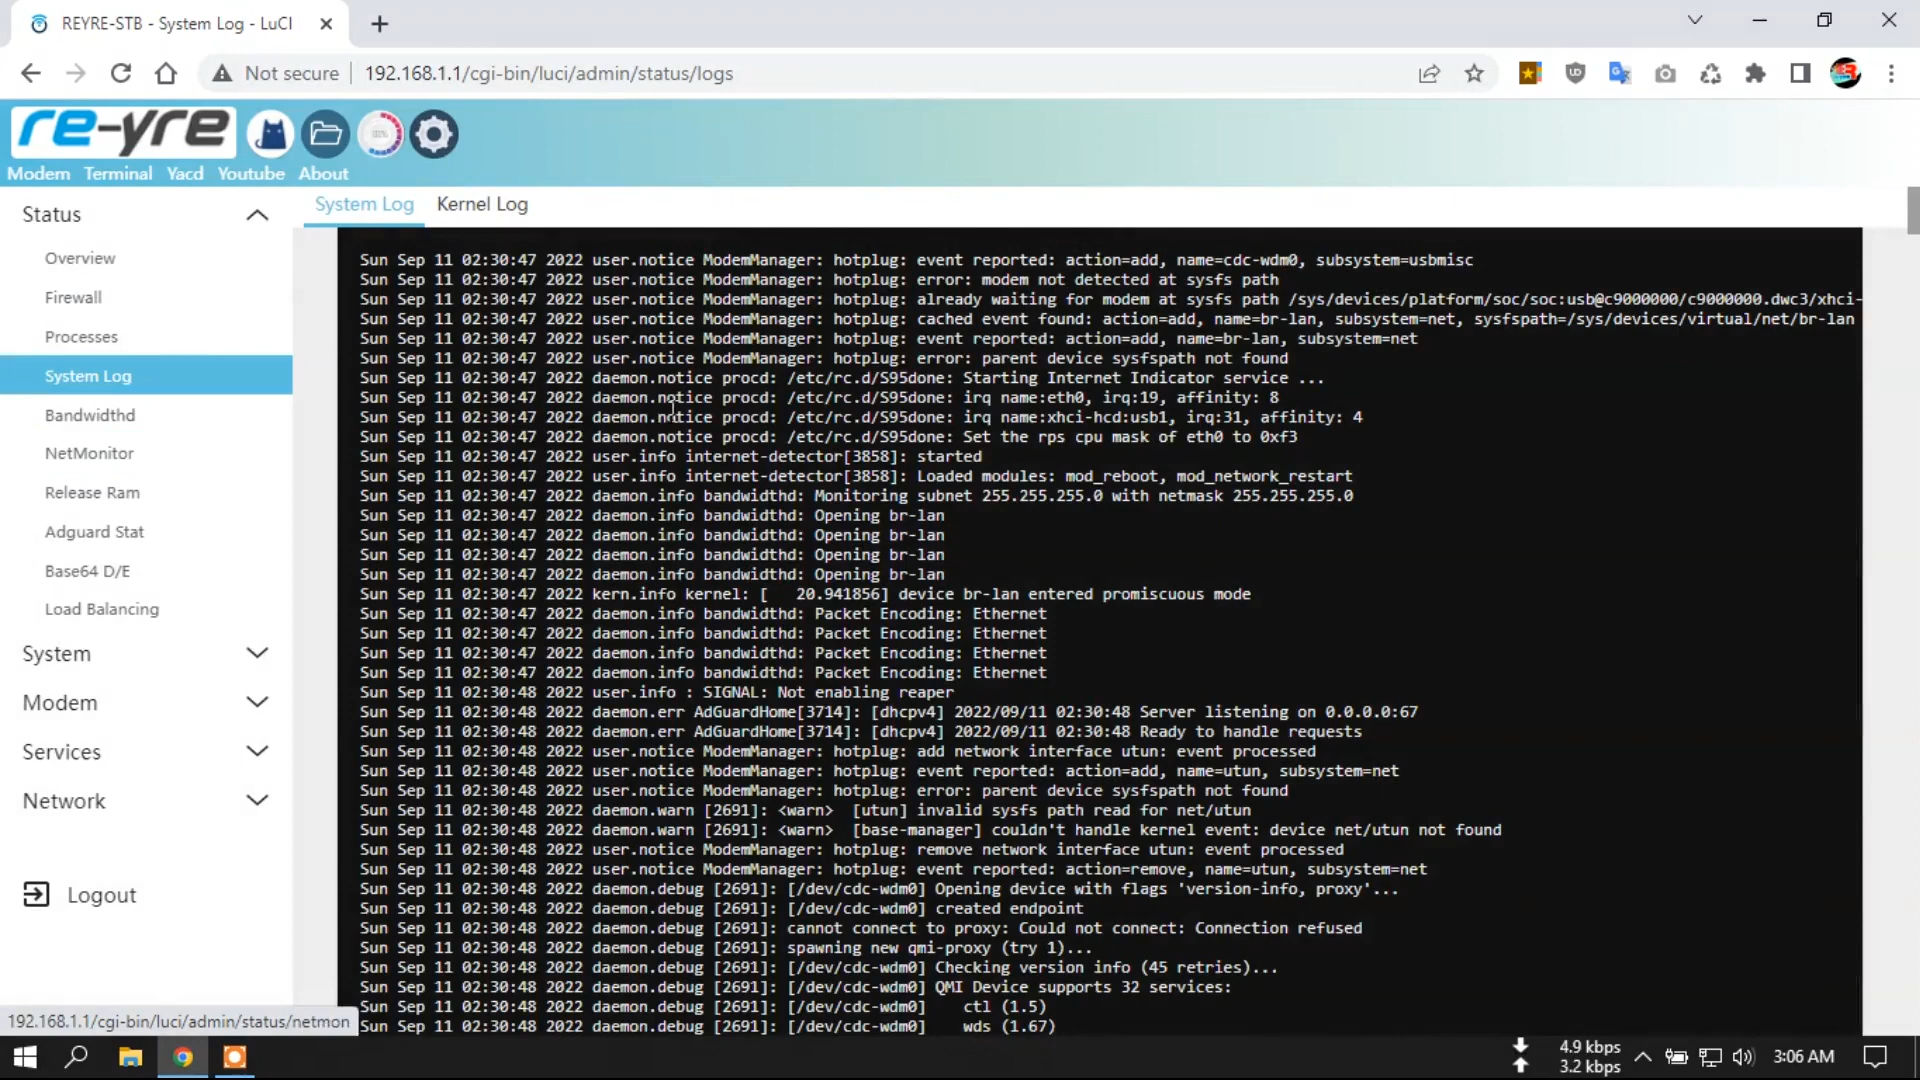 REYRE-STB - System Log - LuCI
Not secure
192.168.1.1/cgi-bin/luci/admin/status/logs
re-yre
Modem Terminal Yacd Youtube About
Status
Overview
Firewall
Processes
System Log
Bandwidthd
NetMonitor
Release Ram
Adguard Stat
Base64 D/E
Load Balancing
System
Modem
Services
Network
Logout
System Log Kernel Log
Sun Sep 11 02:30:47 2022 user.notice ModemManager: hotplug: event reported: action=add, name=cdc-wdm0, subsystem=usbmisc
Sun Sep 11 02:30:47 2022 user.notice ModemManager: hotplug: error: modem not detected at sysfs path
Sun Sep 11 02:30:47 2022 user.notice ModemManager: hotplug: already waiting for modem at sysfs path /sys/devices/platform/soc/soc:usb@c9000000/c9000000.dwc3/xhci-
Sun Sep 11 02:30:47 2022 user.notice ModemManager: hotplug: cached event found: action=add, name=br-lan, subsystem=net, sysfspath=/sys/devices/virtual/net/br-lan
Sun Sep 11 02:30:47 2022 user.notice ModemManager: hotplug: event reported: action=add, name=br-lan, subsystem=net
Sun Sep 11 02:30:47 2022 user.notice ModemManager: hotplug: error: parent device sysfspath not found
Sun Sep 11 02:30:47 2022 daemon.notice procd: /etc/rc.d/S95done: Starting Internet Indicator service ...
Sun Sep 11 02:30:47 2022 daemon.notice procd: /etc/rc.d/S95done: irq name:eth0, irq:19, affinity: 8
Sun Sep 11 02:30:47 2022 daemon.notice procd: /etc/rc.d/S95done: irq name:xhci-hcd:usb1, irq:31, affinity: 4
Sun Sep 11 02:30:47 2022 daemon.notice procd: /etc/rc.d/S95done: Set the rps cpu mask of eth0 to 0xf3
Sun Sep 11 02:30:47 2022 user.info internet-detector[3858]: started
Sun Sep 11 02:30:47 2022 user.info internet-detector[3858]: Loaded modules: mod_reboot, mod_network_restart
Sun Sep 11 02:30:47 2022 daemon.info bandwidthd: Monitoring subnet 255.255.255.0 with netmask 255.255.255.0
Sun Sep 11 02:30:47 2022 daemon.info bandwidthd: Opening br-lan
Sun Sep 11 02:30:47 2022 daemon.info bandwidthd: Opening br-lan
Sun Sep 11 02:30:47 2022 daemon.info bandwidthd: Opening br-lan
Sun Sep 11 02:30:47 2022 daemon.info bandwidthd: Opening br-lan
Sun Sep 11 02:30:47 2022 kern.info kernel: [   20.941856] device br-lan entered promiscuous mode
Sun Sep 11 02:30:47 2022 daemon.info bandwidthd: Packet Encoding: Ethernet
Sun Sep 11 02:30:47 2022 daemon.info bandwidthd: Packet Encoding: Ethernet
Sun Sep 11 02:30:47 2022 daemon.info bandwidthd: Packet Encoding: Ethernet
Sun Sep 11 02:30:47 2022 daemon.info bandwidthd: Packet Encoding: Ethernet
Sun Sep 11 02:30:48 2022 user.info : SIGNAL: Not enabling reaper
Sun Sep 11 02:30:48 2022 daemon.err AdGuardHome[3714]: [dhcpv4] 2022/09/11 02:30:48 Server listening on 0.0.0.0:67
Sun Sep 11 02:30:48 2022 daemon.err AdGuardHome[3714]: [dhcpv4] 2022/09/11 02:30:48 Ready to handle requests
Sun Sep 11 02:30:48 2022 user.notice ModemManager: hotplug: add network interface utun: event processed
Sun Sep 11 02:30:48 2022 user.notice ModemManager: hotplug: event reported: action=add, name=utun, subsystem=net
Sun Sep 11 02:30:48 2022 user.notice ModemManager: hotplug: error: parent device sysfspath not found
Sun Sep 11 02:30:48 2022 daemon.warn [2691]: <warn>  [utun] invalid sysfs path read for net/utun
Sun Sep 11 02:30:48 2022 daemon.warn [2691]: <warn>  [base-manager] couldn't handle kernel event: device net/utun not found
Sun Sep 11 02:30:48 2022 user.notice ModemManager: hotplug: remove network interface utun: event processed
Sun Sep 11 02:30:48 2022 user.notice ModemManager: hotplug: event reported: action=remove, name=utun, subsystem=net
Sun Sep 11 02:30:48 2022 daemon.debug [2691]: [/dev/cdc-wdm0] Opening device with flags 'version-info, proxy'...
Sun Sep 11 02:30:48 2022 daemon.debug [2691]: [/dev/cdc-wdm0] created endpoint
Sun Sep 11 02:30:48 2022 daemon.debug [2691]: cannot connect to proxy: Could not connect: Connection refused
Sun Sep 11 02:30:48 2022 daemon.debug [2691]: spawning new qmi-proxy (try 1)...
Sun Sep 11 02:30:48 2022 daemon.debug [2691]: [/dev/cdc-wdm0] Checking version info (45 retries)...
Sun Sep 11 02:30:48 2022 daemon.debug [2691]: [/dev/cdc-wdm0] QMI Device supports 32 services:
Sun Sep 11 02:30:48 2022 daemon.debug [2691]: [/dev/cdc-wdm0]    ctl (1.5)
Sun Sep 11 02:30:48 2022 daemon.debug [2691]: [/dev/cdc-wdm0]    wds (1.67)
192.168.1.1/cgi-bin/luci/admin/status/netmon
4.9 kbps
3.2 kbps
3:06 AM